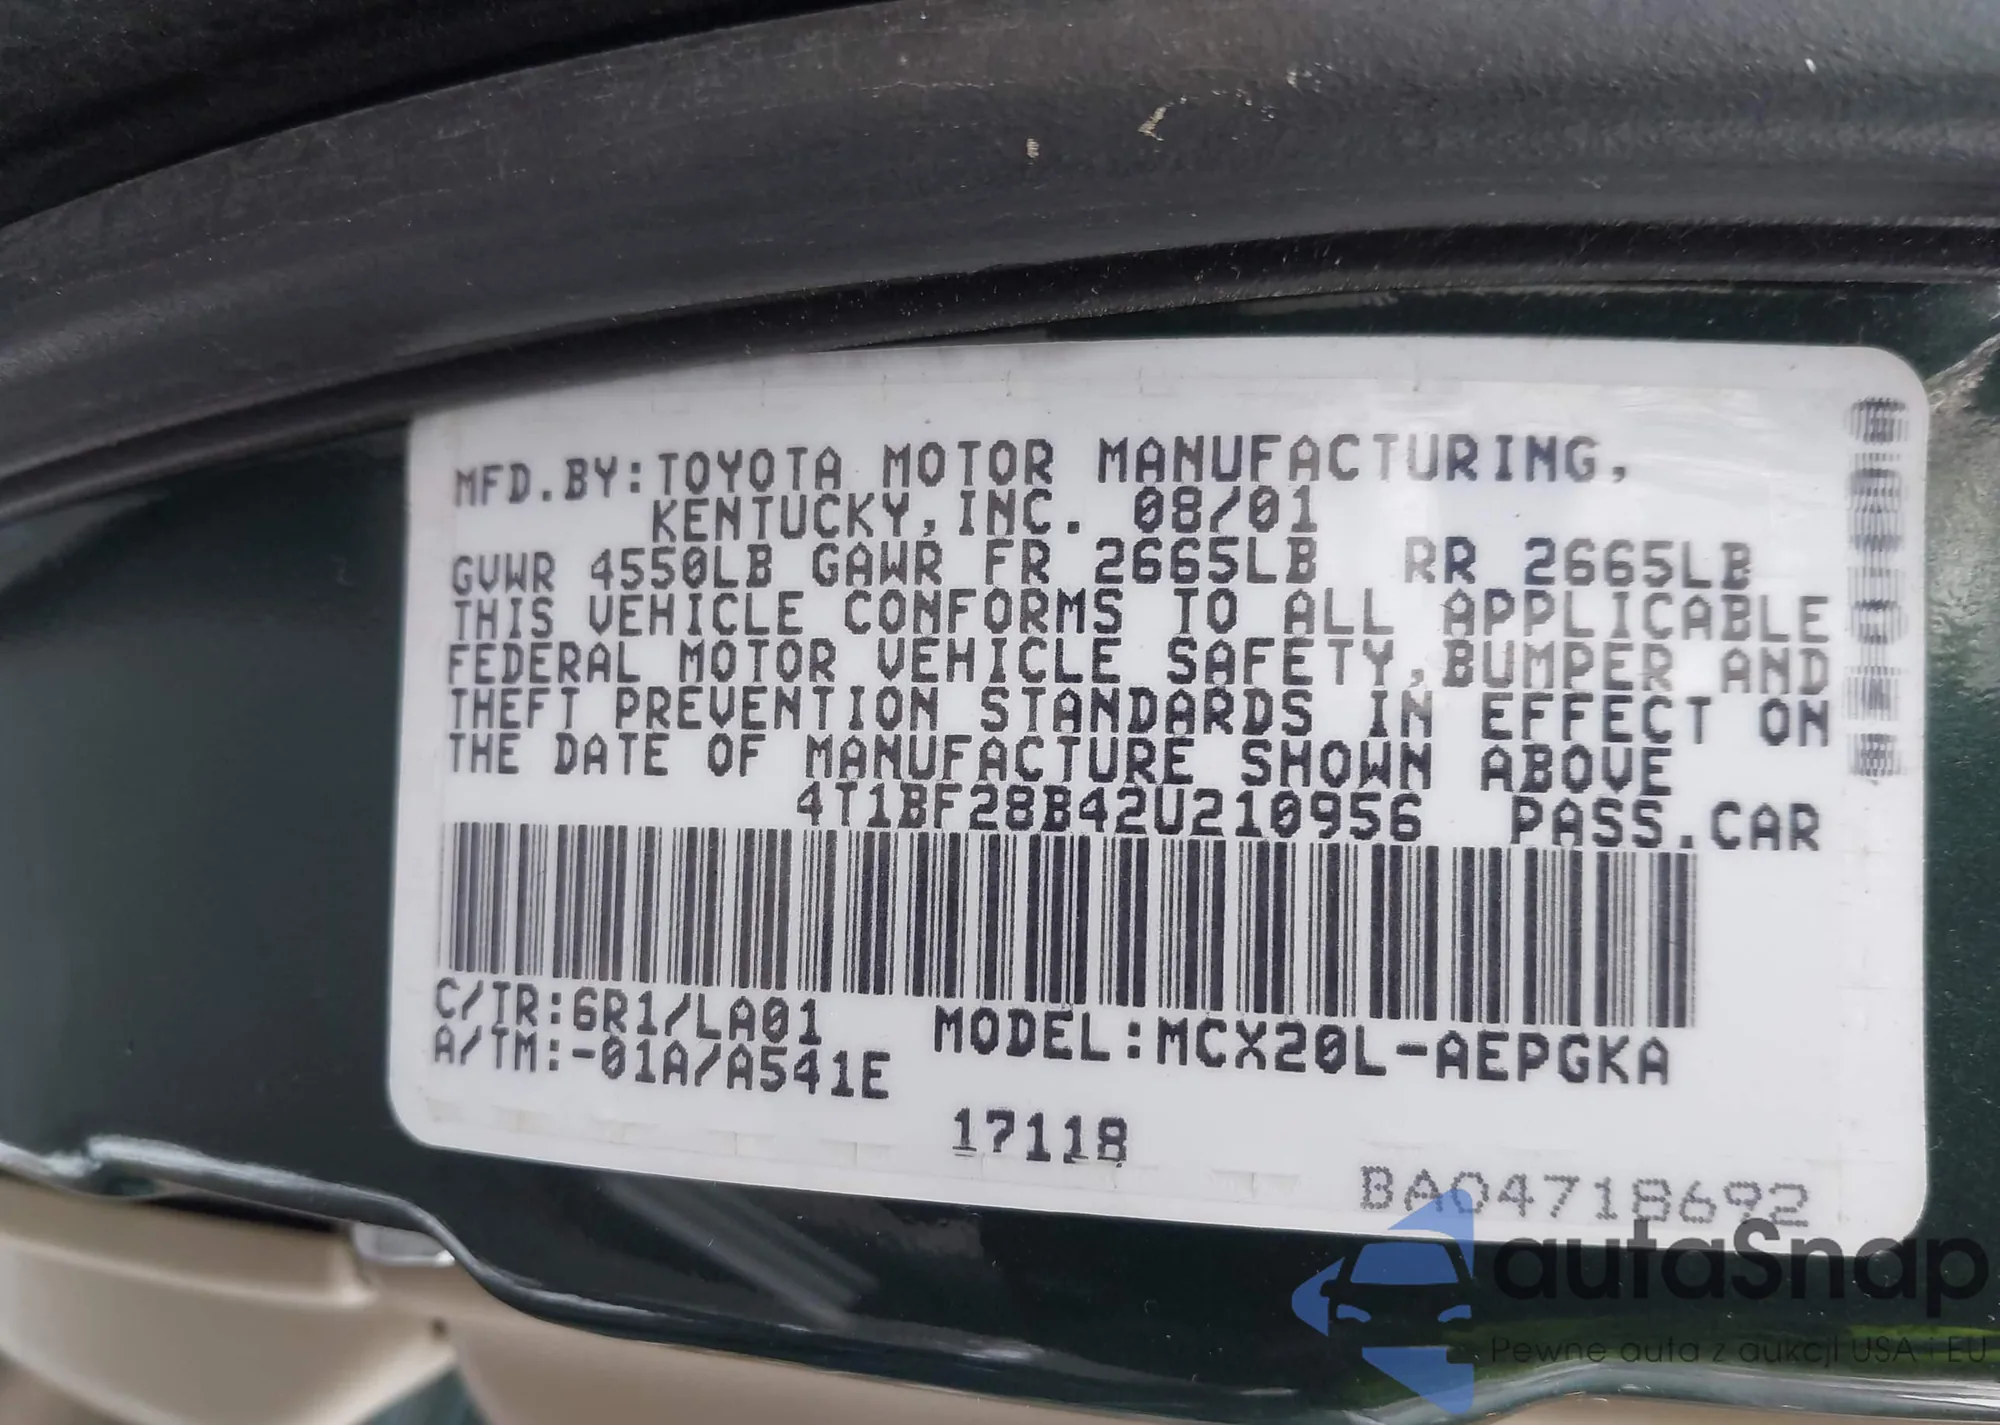 MFD.BY:TOYOTA MOTOR MANUFACTURING,
KENTUCKY,INC. 08/01
GVWR 4550LB GAWR FR 2665LB RR 2665LB
THIS VEHICLE CONFORMS TO ALL APPLICABLE
FEDERAL MOTOR VEHICLE SAFETY,BUMPER AND
THEFT PREVENTION STANDARDS IN EFFECT ON
THE DATE OF MANUFACTURE SHOWN ABOVE
4T1BF28B42U210956 PASS.CAR
C/TR:6R1/LA01 MODEL:MCX20L-AEPGKA
A/TM:-01A/A541E
17118
BA04718692
autaSnap
Pewne auta z aukcji USA i EU